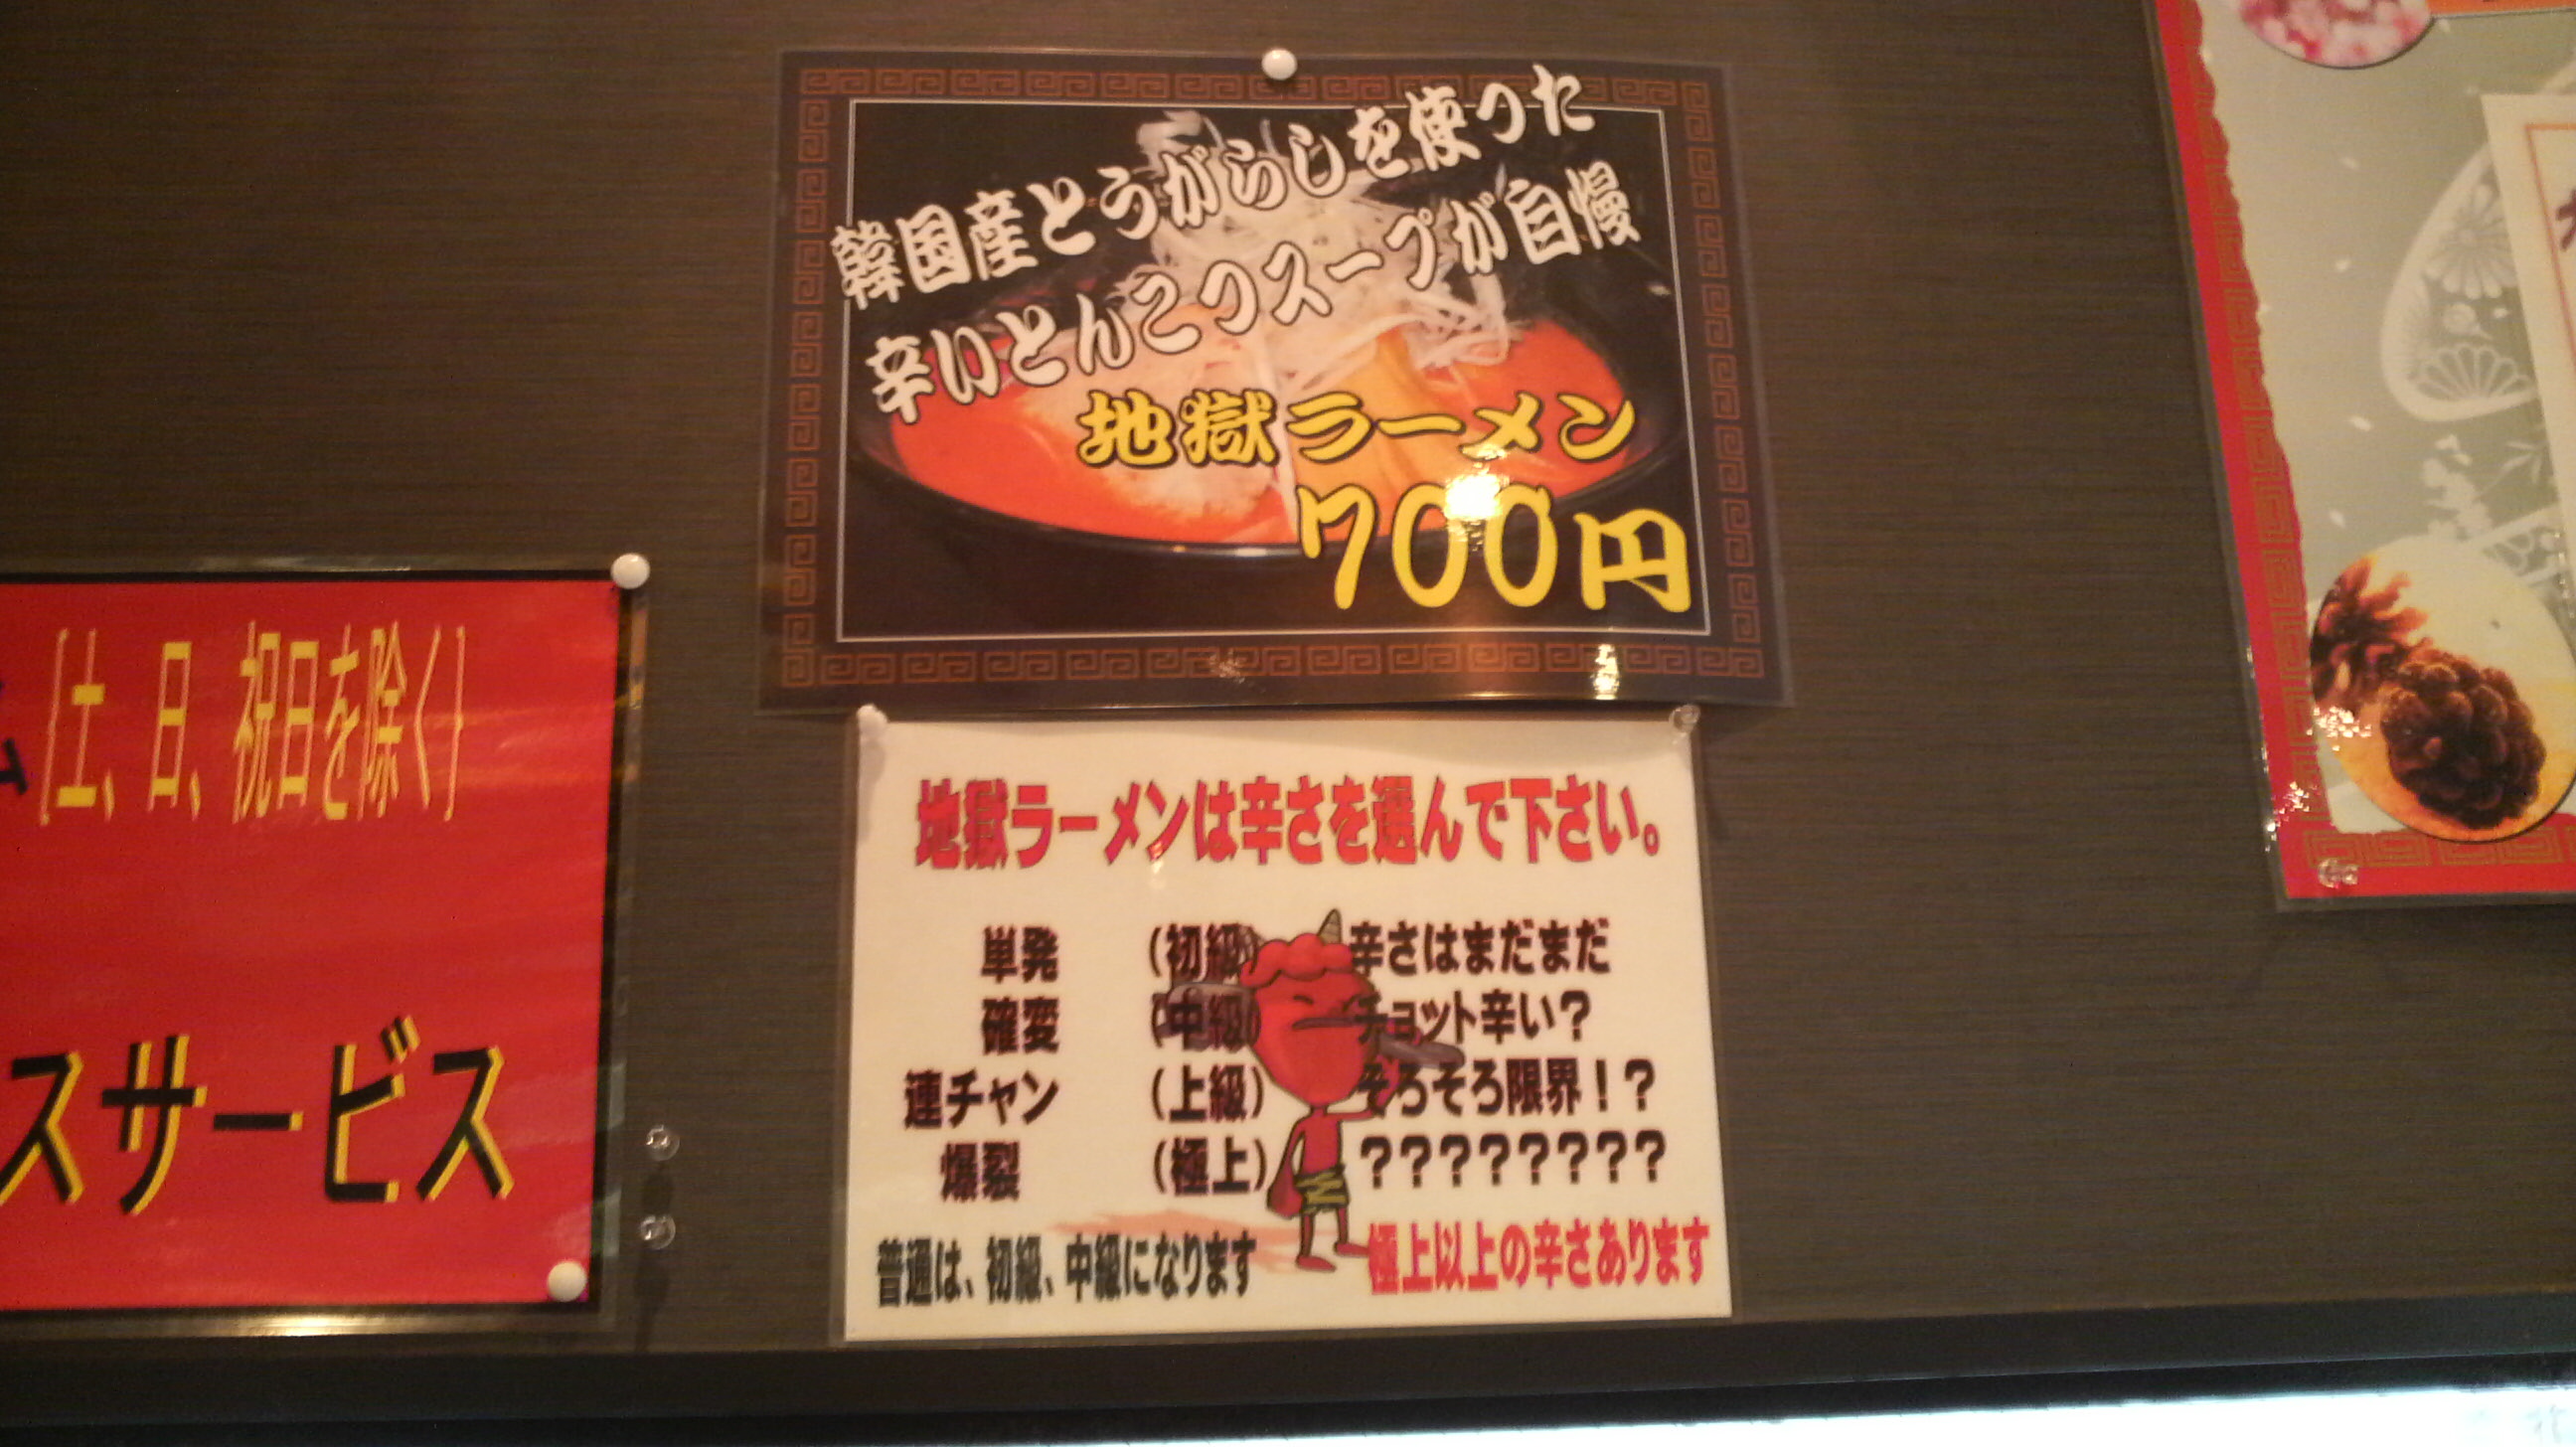 韓国産とうがらしを使った
辛いとんこつスープが自慢
地獄ラーメン
700円
(土、日、祝日を除く)
スサービス
地獄ラーメンは辛さを選んで下さい。
単発 (初級) 辛さはまだまだ
確変 (中級) チョット辛い?
連チャン (上級) そろそろ限界!?
爆裂 (極上) ????????
普通は、初級、中級になります
極上以上の辛さあります